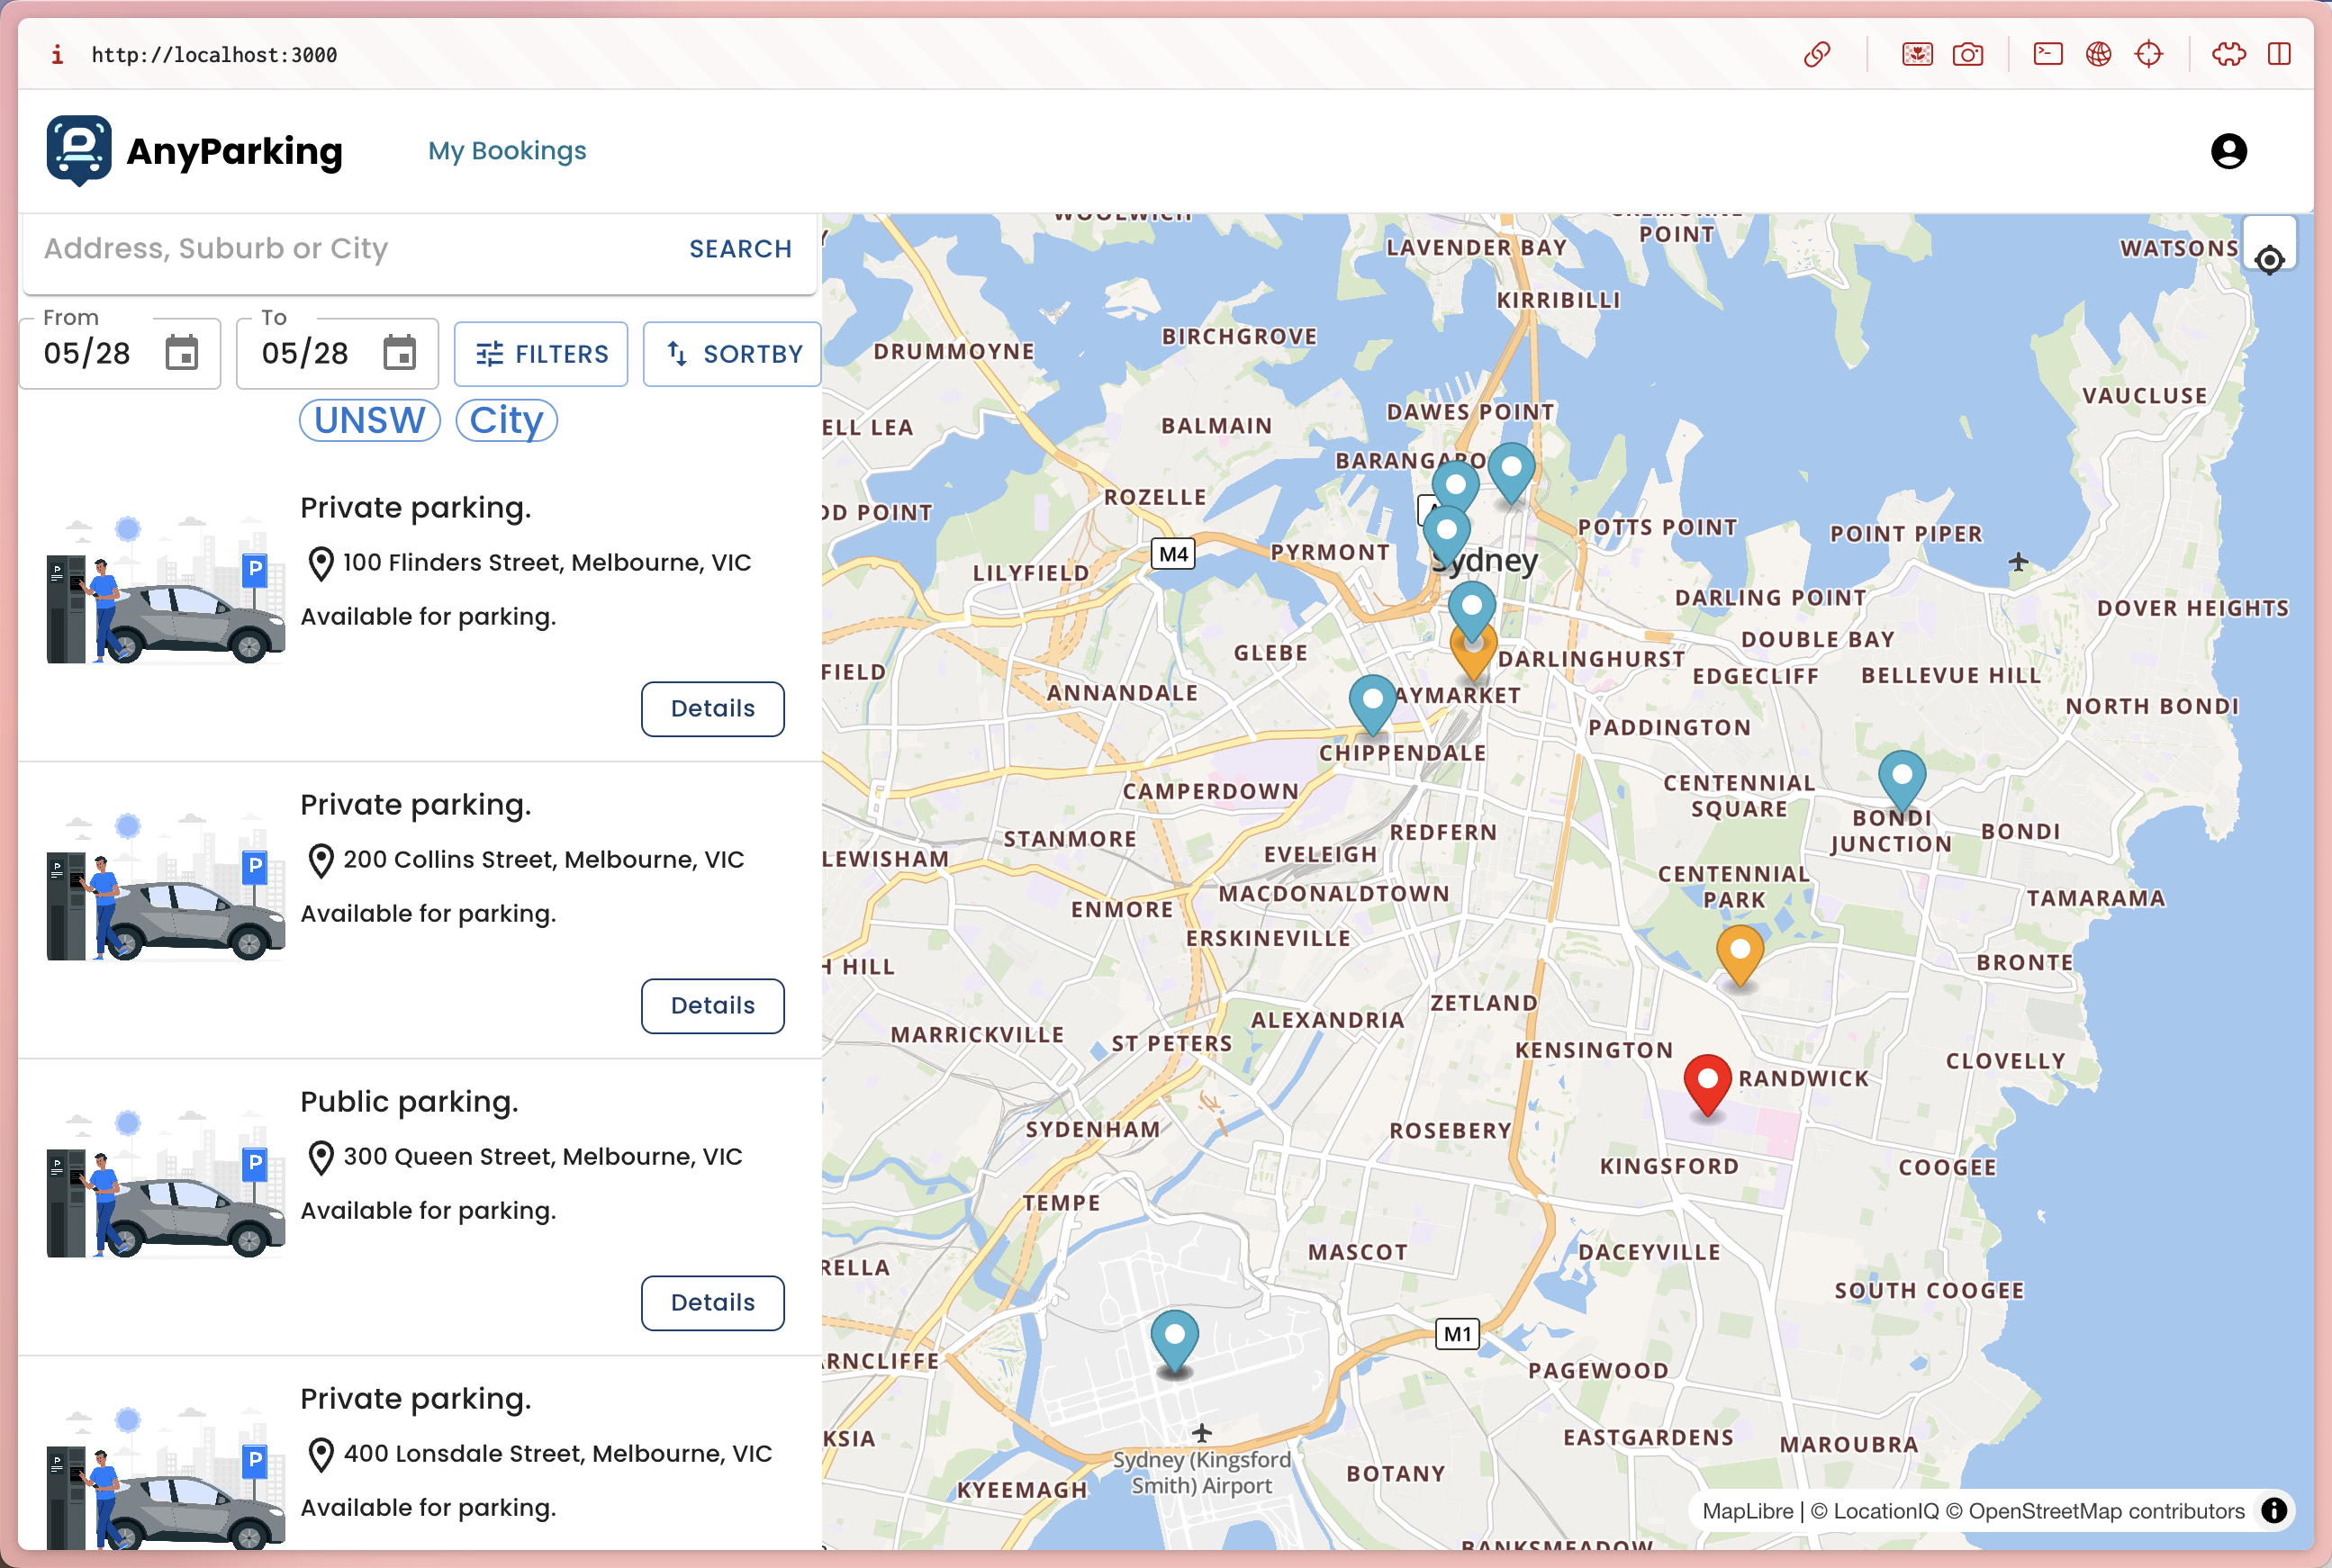 http://localhost:3000
AnyParking
My Bookings
Address, Suburb or City
SEARCH
From
05/28
To
05/28
FILTERS
SORTBY
UNSW
City
Private parking.
100 Flinders Street, Melbourne, VIC
Available for parking.
Details
Private parking.
200 Collins Street, Melbourne, VIC
Available for parking.
Details
Public parking.
300 Queen Street, Melbourne, VIC
Available for parking.
Details
Private parking.
400 Lonsdale Street, Melbourne, VIC
Available for parking.
P
P
P
P
WOOLWICH
POINT
LAVENDER BAY
WATSONS
KIRRIBILLI
BIRCHGROVE
DRUMMOYNE
VAUCLUSE
DAWES POINT
BALMAIN
ELL LEA
BARANGARO
ROZELLE
OD POINT
POTTS POINT
POINT PIPER
M4
PYRMONT
Sydney
LILYFIELD
DARLING POINT
DOVER HEIGHTS
DOUBLE BAY
GLEBE
DARLINGHURST
FIELD
EDGECLIFF
BELLEVUE HILL
ANNANDALE
AYMARKET
NORTH BONDI
PADDINGTON
CHIPPENDALE
CENTENNIAL
SQUARE
CAMPERDOWN
BONDI
JUNCTION
BONDI
REDFERN
STANMORE
LEWISHAM
EVELEIGH
CENTENNIAL
PARK
MACDONALDTOWN
TAMARAMA
ENMORE
ERSKINEVILLE
H HILL
BRONTE
ZETLAND
ALEXANDRIA
MARRICKVILLE
ST PETERS
KENSINGTON
CLOVELLY
RANDWICK
SYDENHAM
ROSEBERY
KINGSFORD
COOGEE
TEMPE
MASCOT
DACEYVILLE
RELLA
SOUTH COOGEE
M1
ARNCLIFFE
PAGEWOOD
KSIA
EASTGARDENS
MAROUBRA
Sydney (Kingsford
Smith) Airport
BOTANY
KYEEMAGH
MapLibre | © LocationIQ © OpenStreetMap contributors
BANKSMEADOW